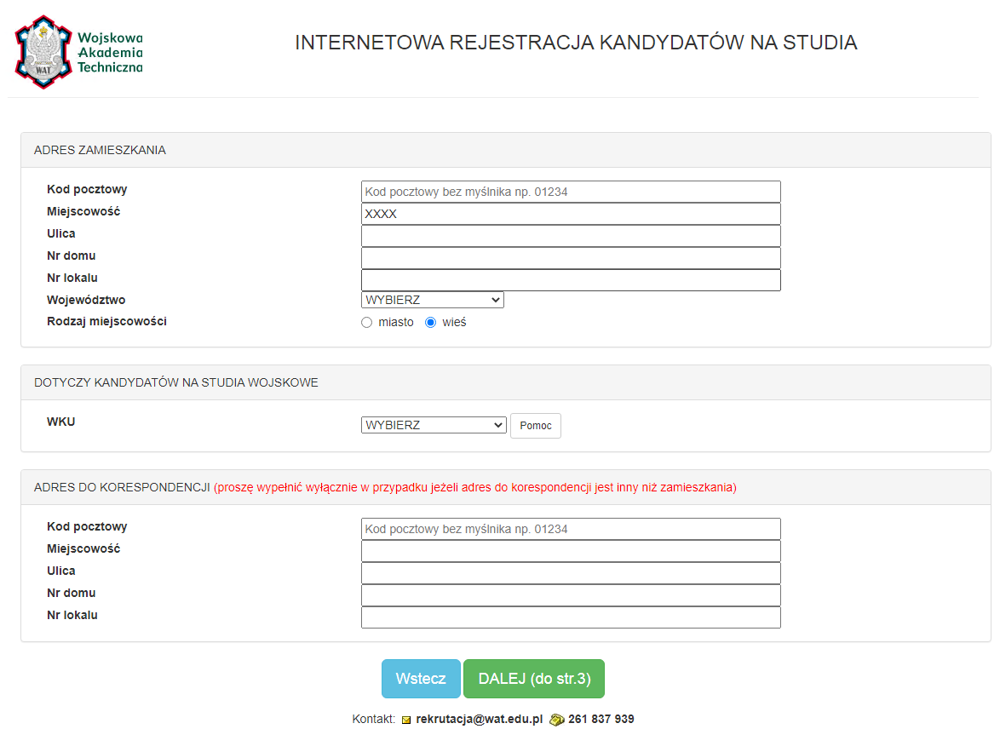 WAT
Wojskowa
Akademia
Techniczna
INTERNETOWA REJESTRACJA KANDYDATÓW NA STUDIA
ADRES ZAMIESZKANIA
Kod pocztowy Kod pocztowy bez myślnika np. 01234
Miejscowość XXXX
Ulica
Nr domu
Nr lokalu
Województwo WYBIERZ
Rodzaj miejscowości miasto wieś
DOTYCZY KANDYDATÓW NA STUDIA WOJSKOWE
WKU WYBIERZ Pomoc
ADRES DO KORESPONDENCJI (proszę wypełnić wyłącznie w przypadku jeżeli adres do korespondencji jest inny niż zamieszkania)
Kod pocztowy Kod pocztowy bez myślnika np. 01234
Miejscowość
Ulica
Nr domu
Nr lokalu
Wstecz DALEJ (do str.3)
Kontakt: rekrutacja@wat.edu.pl 261 837 939